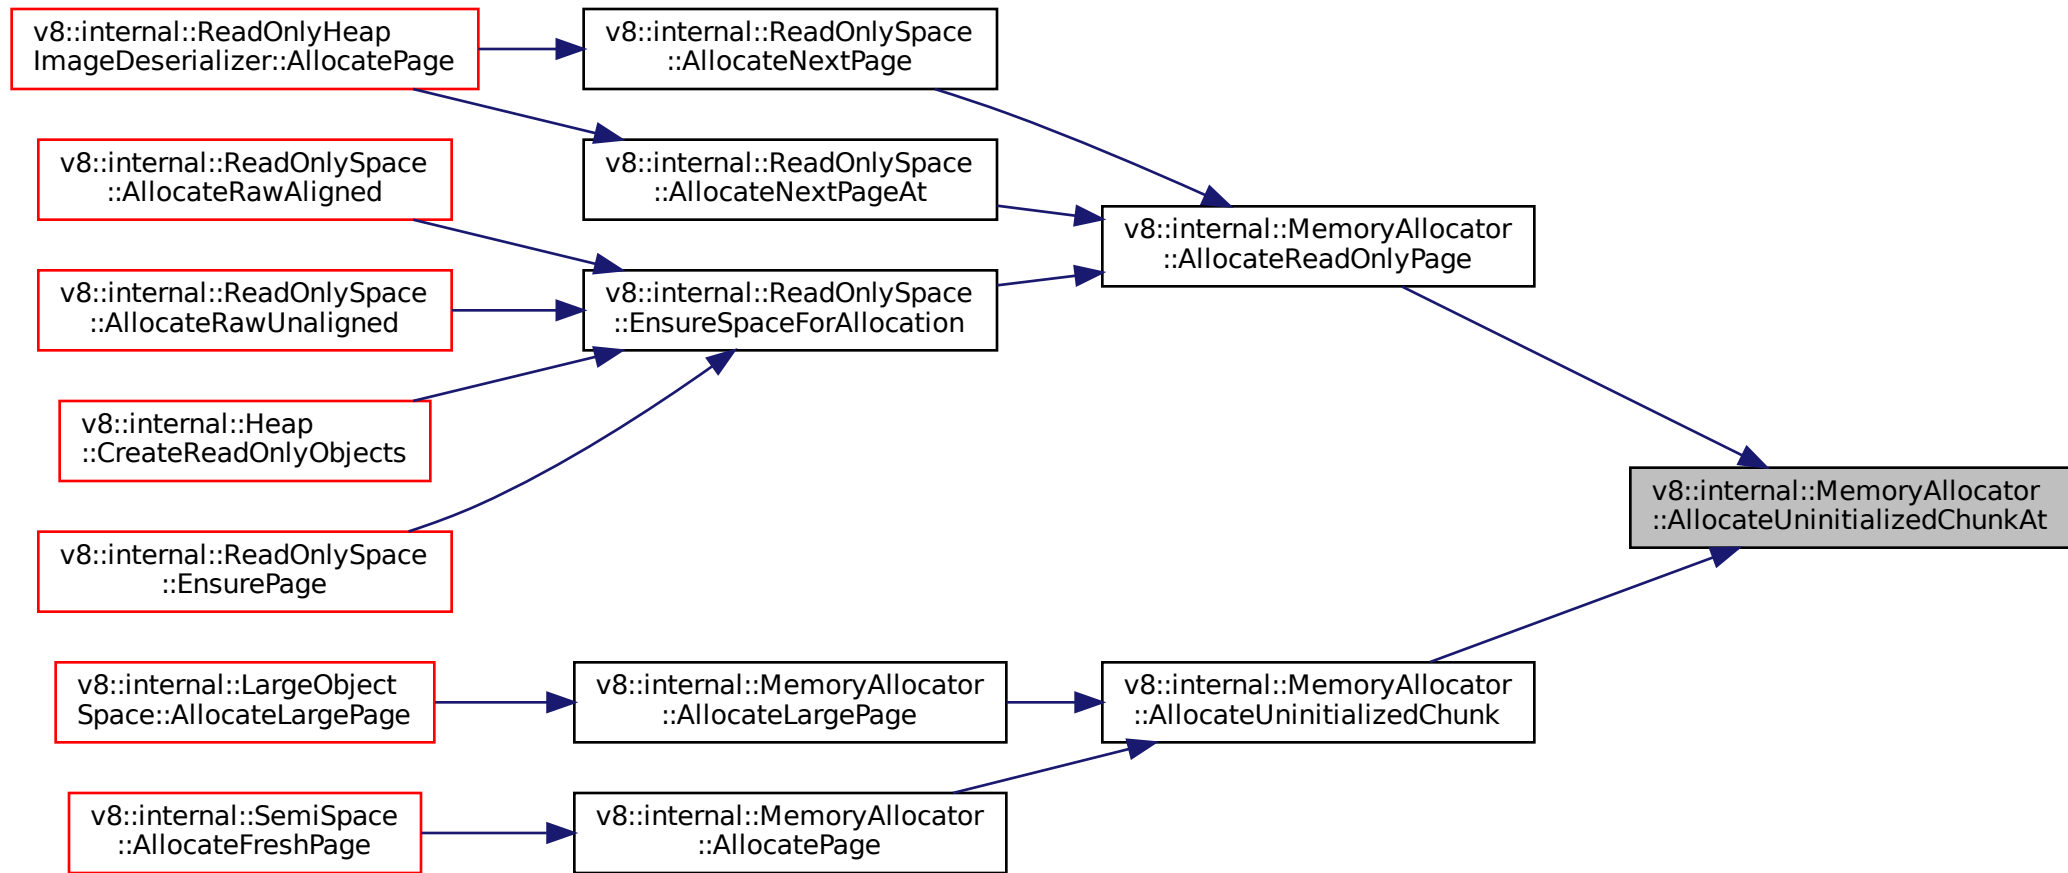 v8::internal::ReadOnlyHeap
ImageDeserializer::AllocatePage
v8::internal::ReadOnlySpace
::AllocateRawAligned
v8::internal::ReadOnlySpace
::AllocateRawUnaligned
v8::internal::Heap
::CreateReadOnlyObjects
v8::internal::ReadOnlySpace
::EnsurePage
v8::internal::LargeObject
Space::AllocateLargePage
v8::internal::SemiSpace
::AllocateFreshPage
v8::internal::ReadOnlySpace
::AllocateNextPage
v8::internal::ReadOnlySpace
::AllocateNextPageAt
v8::internal::ReadOnlySpace
::EnsureSpaceForAllocation
v8::internal::MemoryAllocator
::AllocateLargePage
v8::internal::MemoryAllocator
::AllocatePage
v8::internal::MemoryAllocator
::AllocateReadOnlyPage
v8::internal::MemoryAllocator
::AllocateUninitializedChunk
v8::internal::MemoryAllocator
::AllocateUninitializedChunkAt